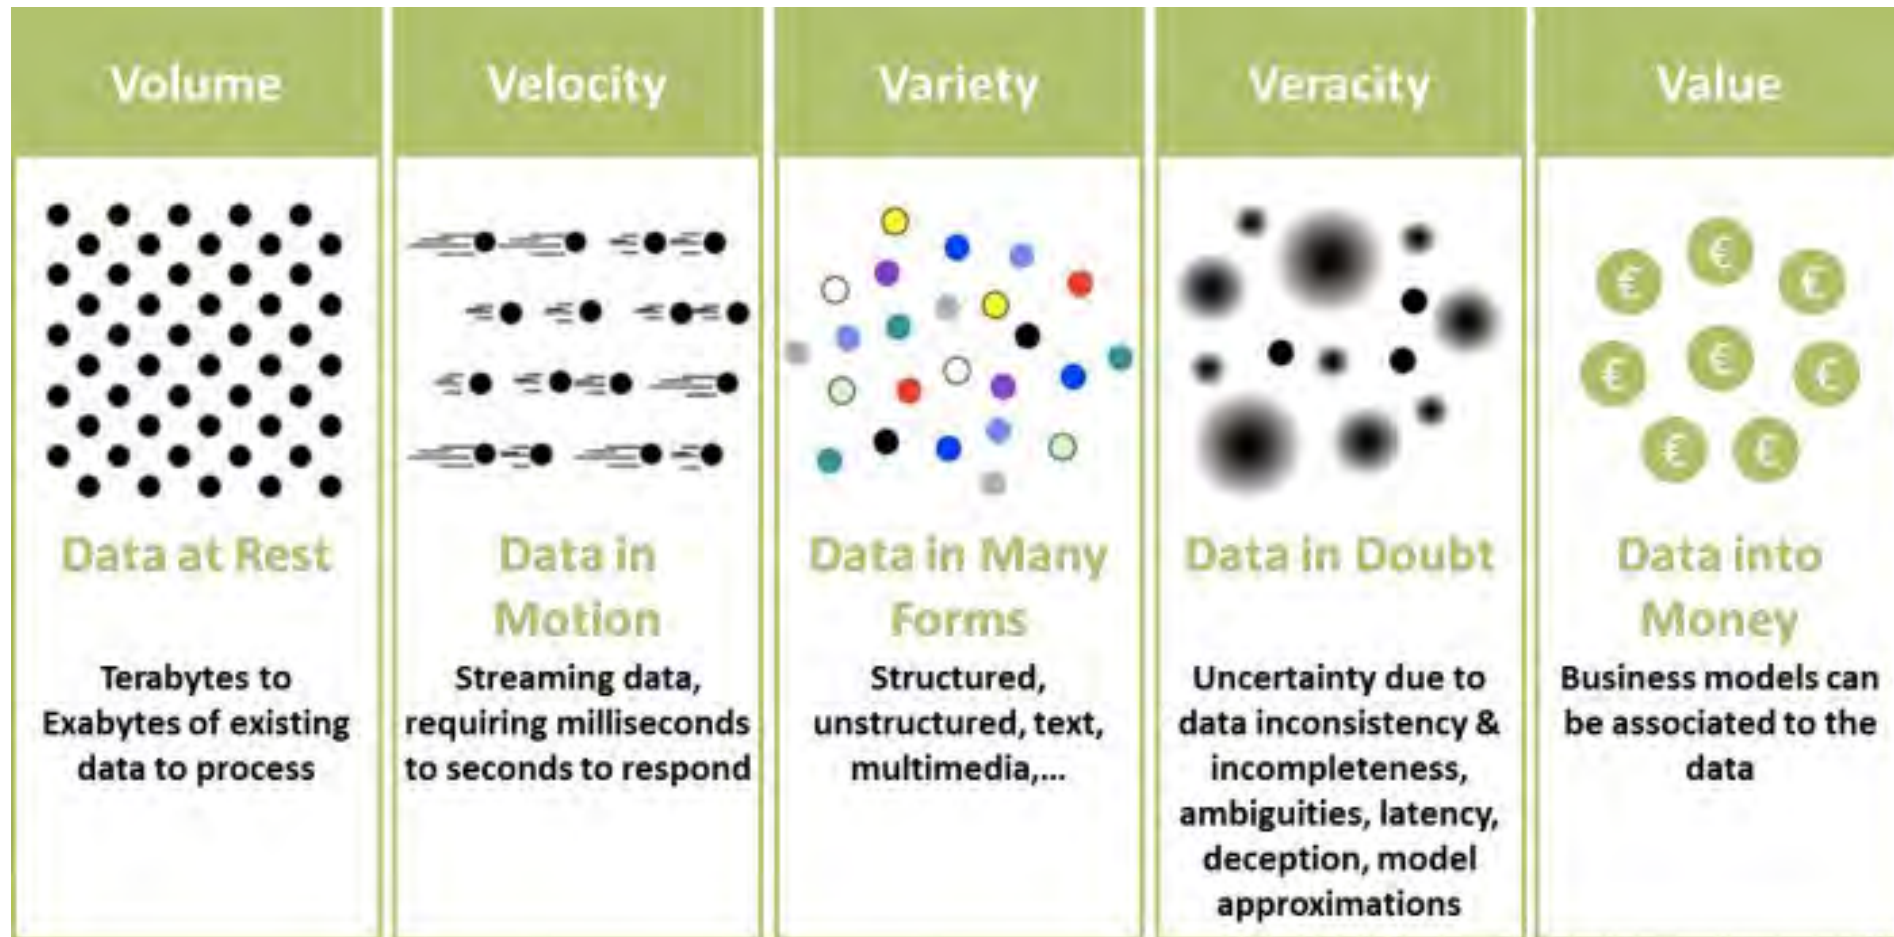 Volume
Data at Rest
Terabytes to
Exabytes of existing
data to process
Velocity
Data in
Motion
Streaming data,
requiring milliseconds
to seconds to respond
Variety
Data in Many
Forms
Structured,
unstructured, text,
multimedia,...
Veracity
Data in Doubt
Uncertainty due to
data inconsistency &
incompleteness,
ambiguities, latency,
deception, model
approximations
Value
€
€
€
€
€
€
€
€
Data into
Money
Business models can
be associated to the
data